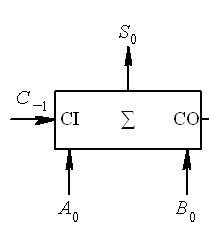 S₀
C₋₁
CI Σ CO
A₀ B₀